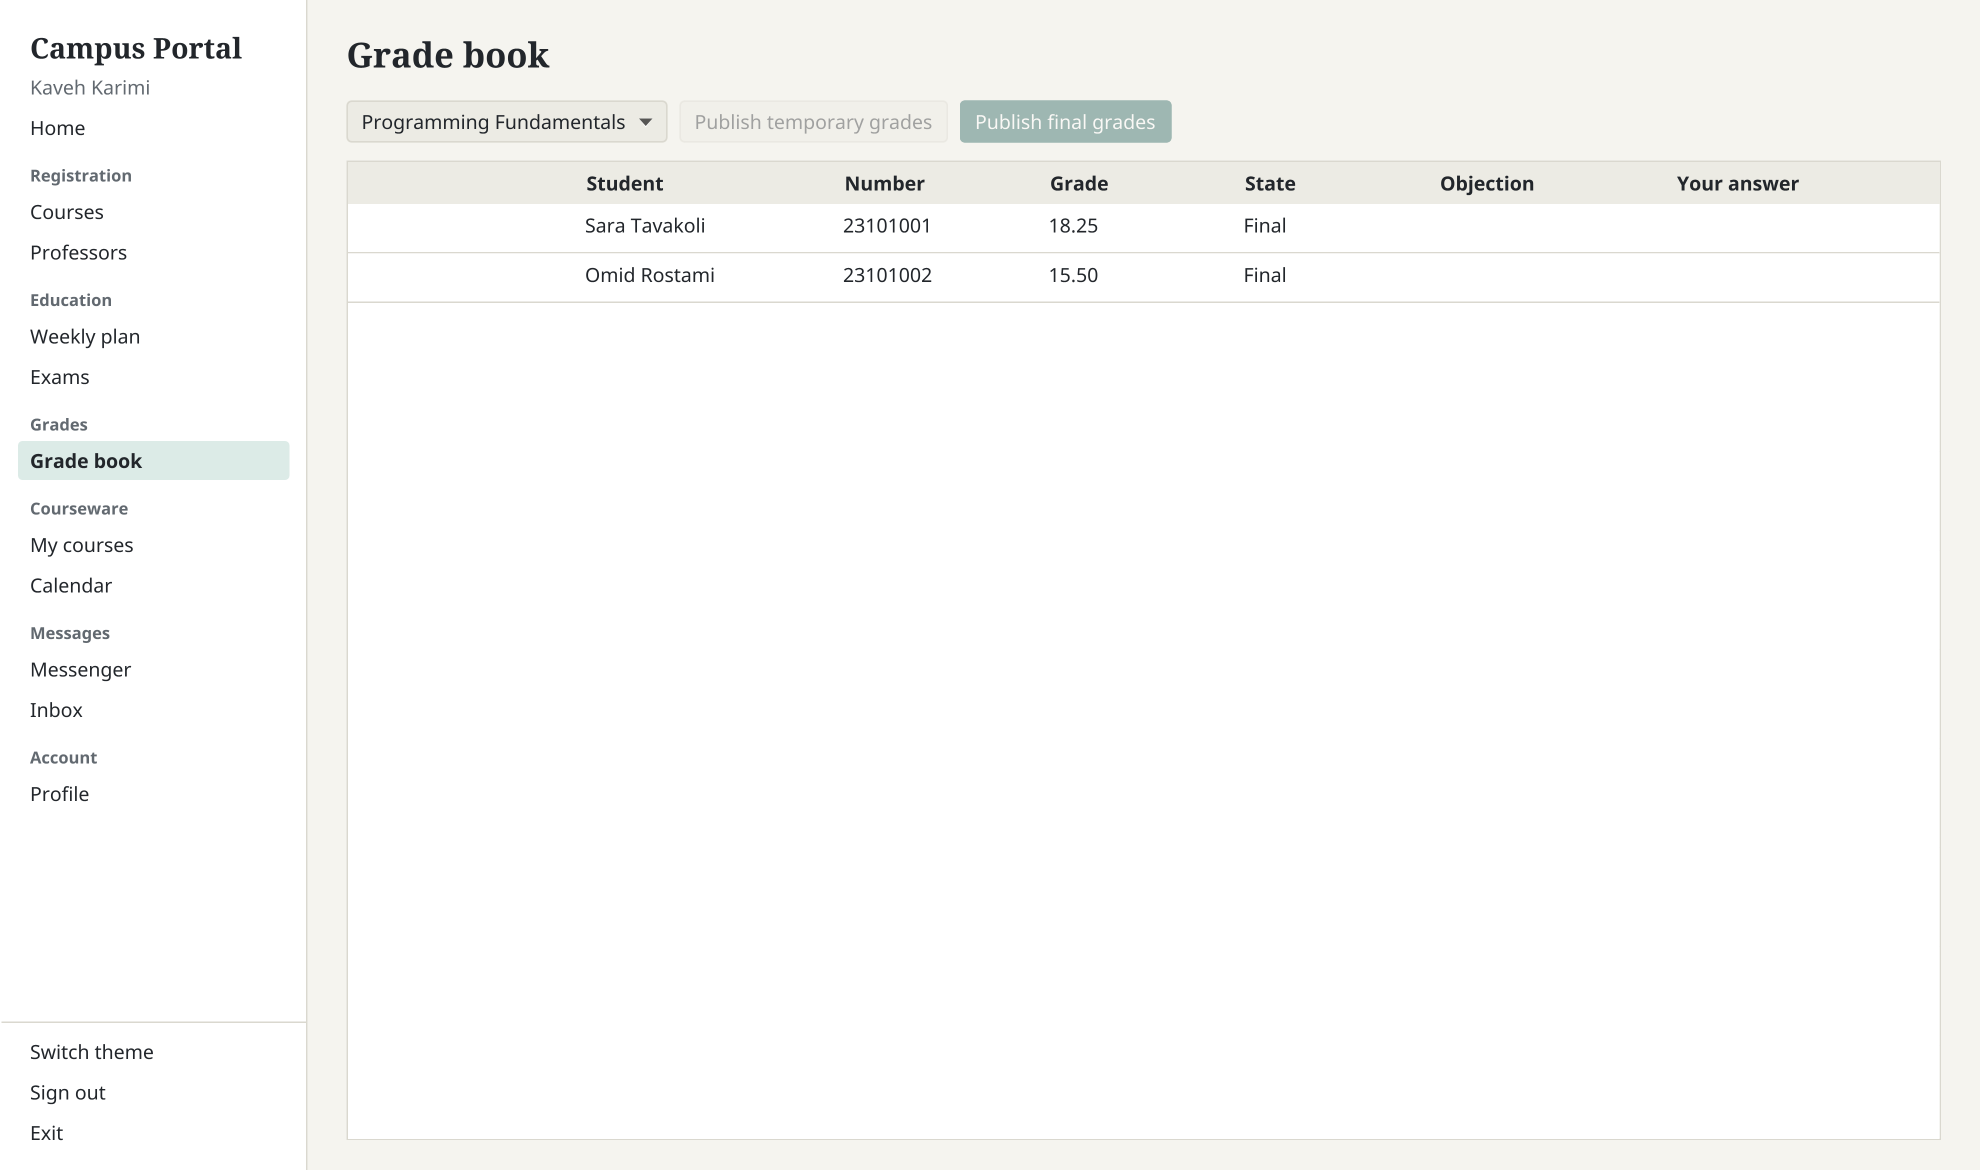 Campus Portal
Kaveh Karimi
Home
Registration
Courses
Professors
Education
Weekly plan
Exams
Grades
Grade book
Courseware
My courses
Calendar
Messages
Messenger
Inbox
Account
Profile
Switch theme
Sign out
Exit
Grade book
Programming Fundamentals Publish temporary grades Publish final grades
Student Number Grade State Objection Your answer
Sara Tavakoli 23101001 18.25 Final
Omid Rostami 23101002 15.50 Final